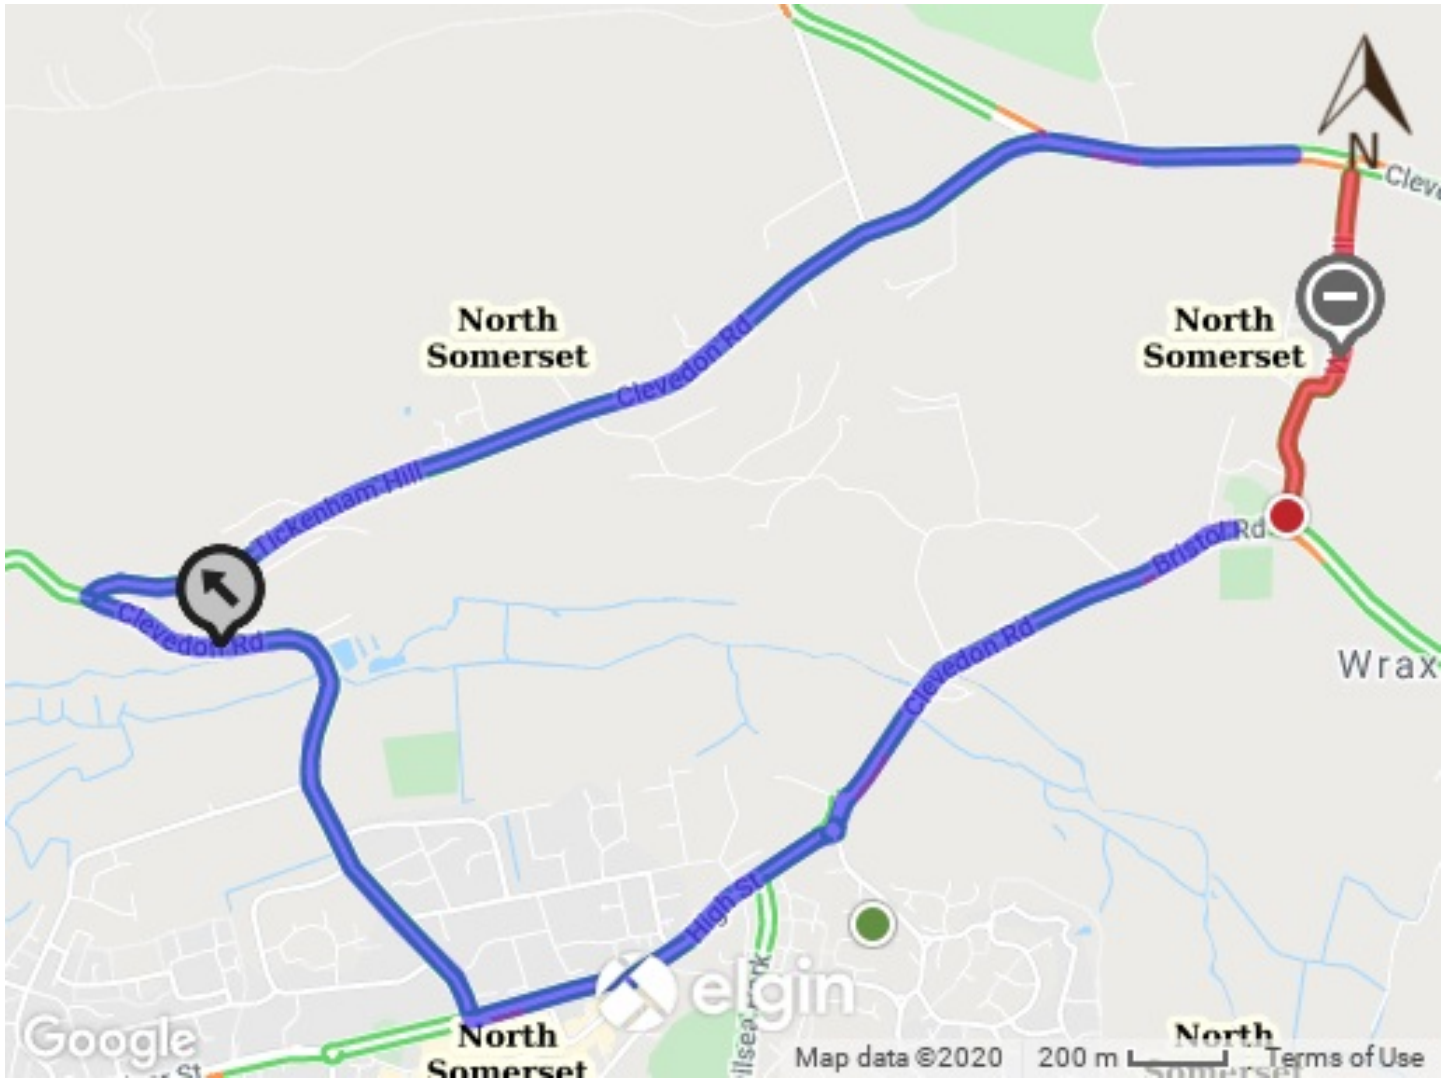 N
Cleve
North
Somerset
North
Somerset
Clevedon Rd
Tickenham Hill
Bristol Rd
Clevedon Rd
Clevedon Rd
Wrax
High St
elgin
Google
North
Somerset
North
Somerset
Map data ©2020
200 m
Terms of Use